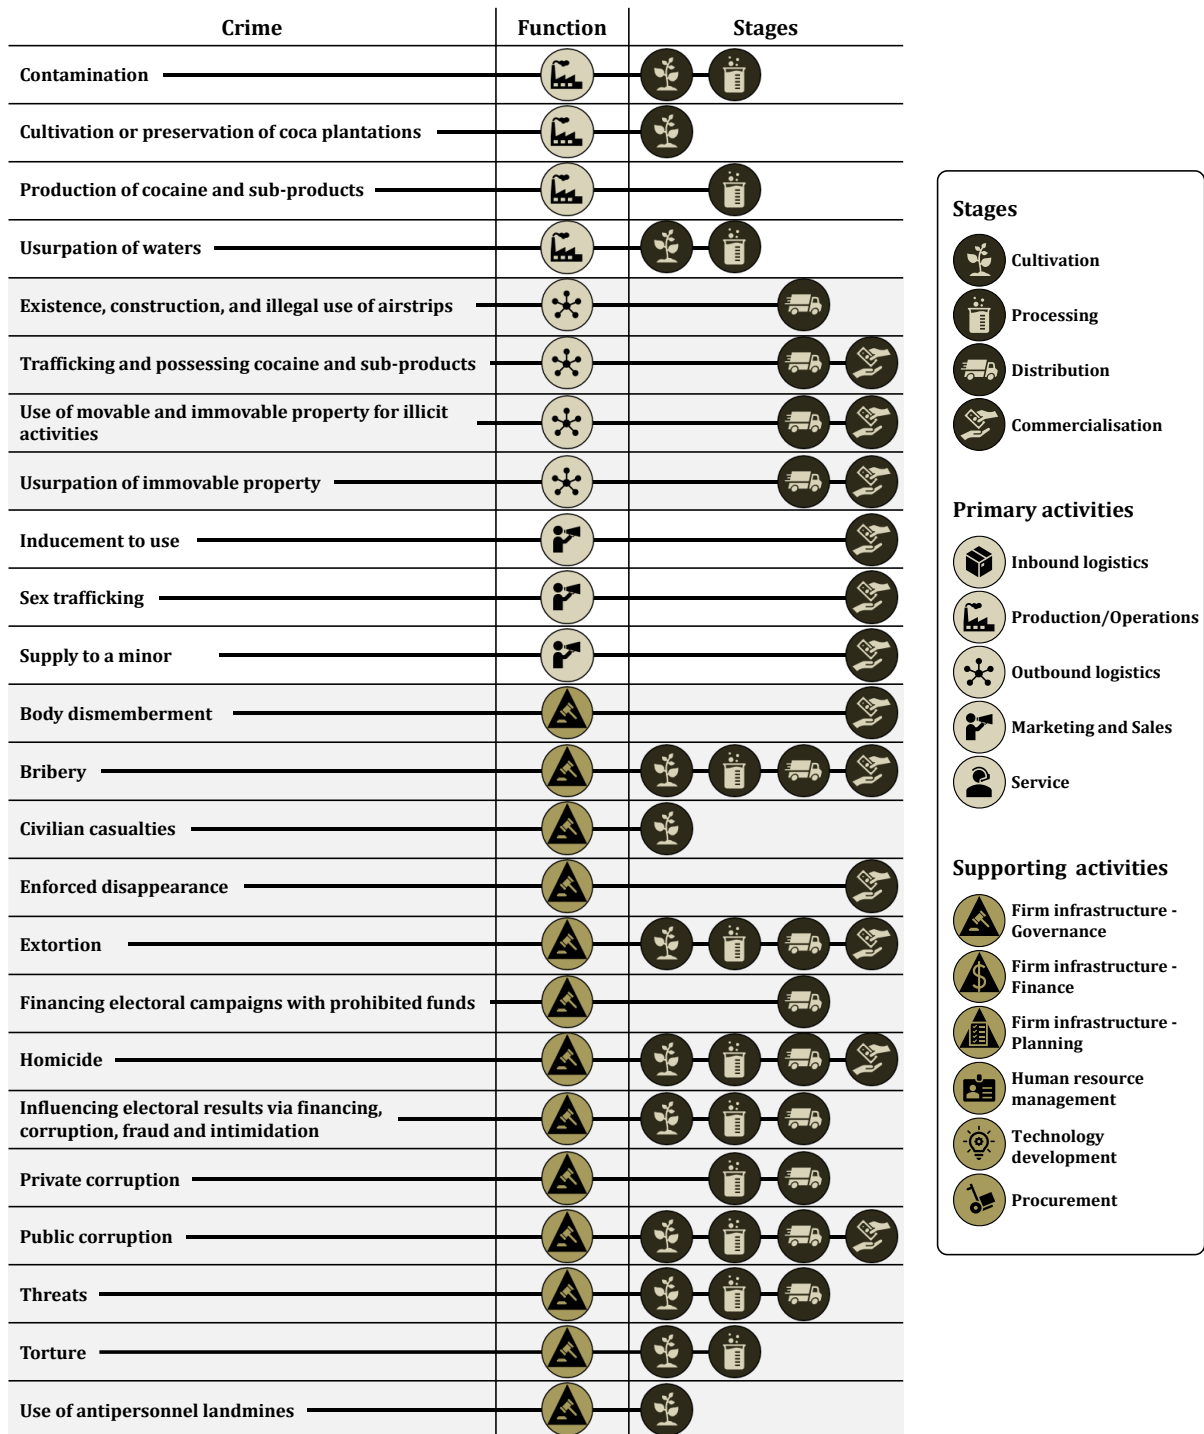 Crime Function Stages
Contamination
Cultivation or preservation of coca plantations
Production of cocaine and sub-products
Usurpation of waters
Existence, construction, and illegal use of airstrips
Trafficking and possessing cocaine and sub-products
Use of movable and immovable property for illicit
activities
Usurpation of immovable property
Inducement to use
Sex trafficking
Supply to a minor
Body dismemberment
Bribery
Civilian casualties
Enforced disappearance
Extortion
Financing electoral campaigns with prohibited funds
Homicide
Influencing electoral results via financing,
corruption, fraud and intimidation
Private corruption
Public corruption
Threats
Torture
Use of antipersonnel landmines
Stages
Cultivation
Processing
Distribution
Commercialisation
Primary activities
Inbound logistics
Production/Operations
Outbound logistics
Marketing and Sales
Service
Supporting activities
Firm infrastructure -
Governance
Firm infrastructure -
Finance
Firm infrastructure -
Planning
Human resource
management
Technology
development
Procurement